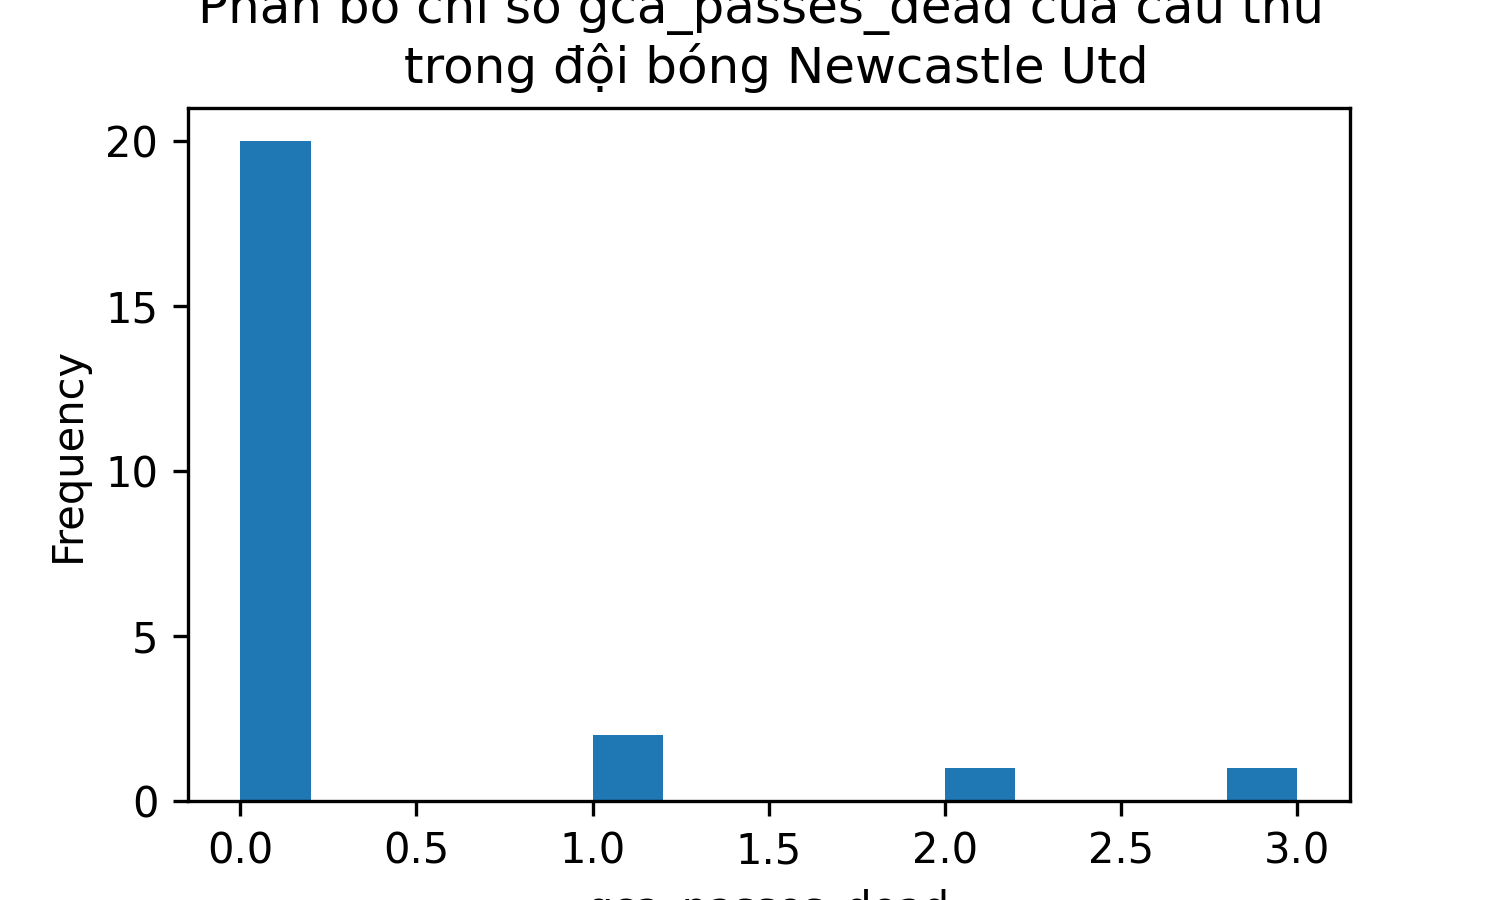 Phân bố chỉ số gca_passes_dead của cầu thủ
trong đội bóng Newcastle Utd
20
15
10
5
0
Frequency
0.0 0.5 1.0 1.5 2.0 2.5 3.0
gca_passes_dead